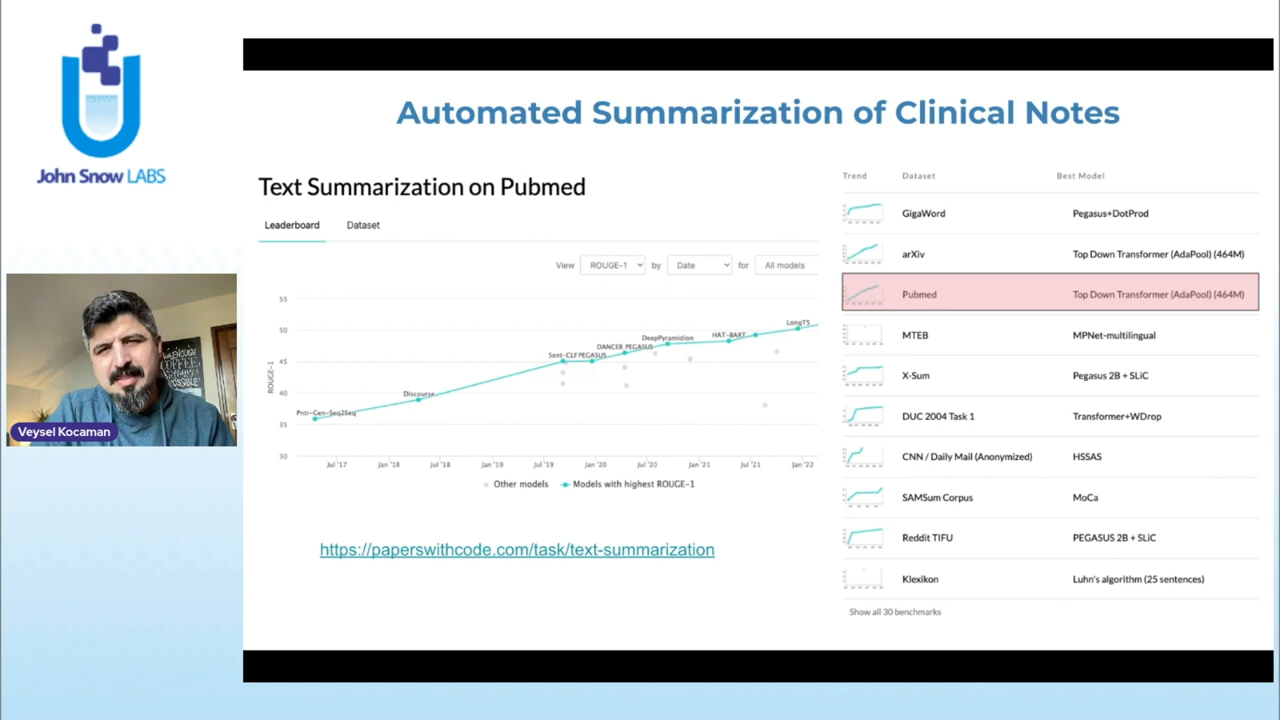 John Snow LABS
Automated Summarization of Clinical Notes
Text Summarization on Pubmed
Leaderboard Dataset
View ROUGE-1 by Date for All models
55
50
45
40
35
30
ROUGE-1
Pntr-Gen-Seq2Seq
Discourse
Sent-CLF
PEGASUS
DANCER PEGASUS
DeepPyramidion
HAT-BART
LongT5
Jul '17 Jan '18 Jul '18 Jan '19 Jul '19 Jan '20 Jul '20 Jan '21 Jul '21 Jan '22
Other models Models with highest ROUGE-1
https://paperswithcode.com/task/text-summarization
Trend Dataset Best Model
GigaWord Pegasus+DotProd
arXiv Top Down Transformer (AdaPool) (464M)
Pubmed Top Down Transformer (AdaPool) (464M)
MTEB MPNet-multilingual
X-Sum Pegasus 2B + SLiC
DUC 2004 Task 1 Transformer+WDrop
CNN / Daily Mail (Anonymized) HSSAS
SAMSum Corpus MoCa
Reddit TIFU PEGASUS 2B + SLiC
Klexikon Luhn's algorithm (25 sentences)
Show all 30 benchmarks
ENOUGH
COFFEE
POSSIBLE
Veysel Kocaman